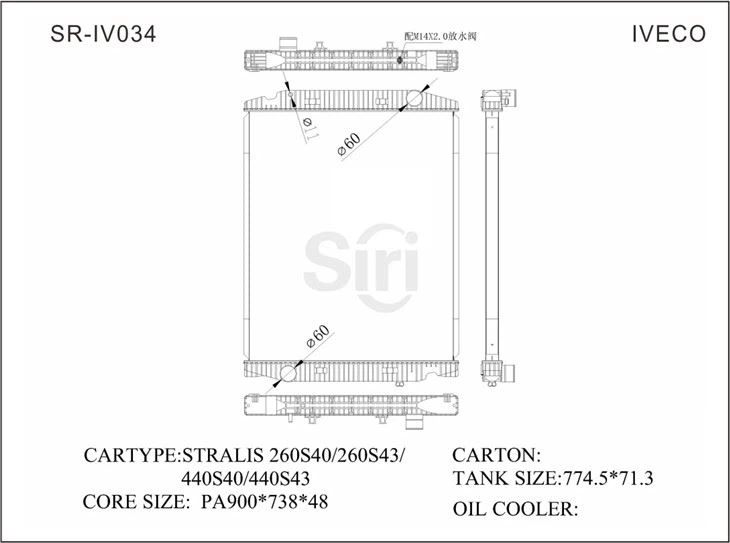 SR-IV034
IVECO
配M14X2.0放水阀
ø11
ø60
Siri
ø60
CARTYPE:STRALIS 260S40/260S43/
440S40/440S43
CORE SIZE: PA900*738*48
CARTON:
TANK SIZE:774.5*71.3
OIL COOLER: